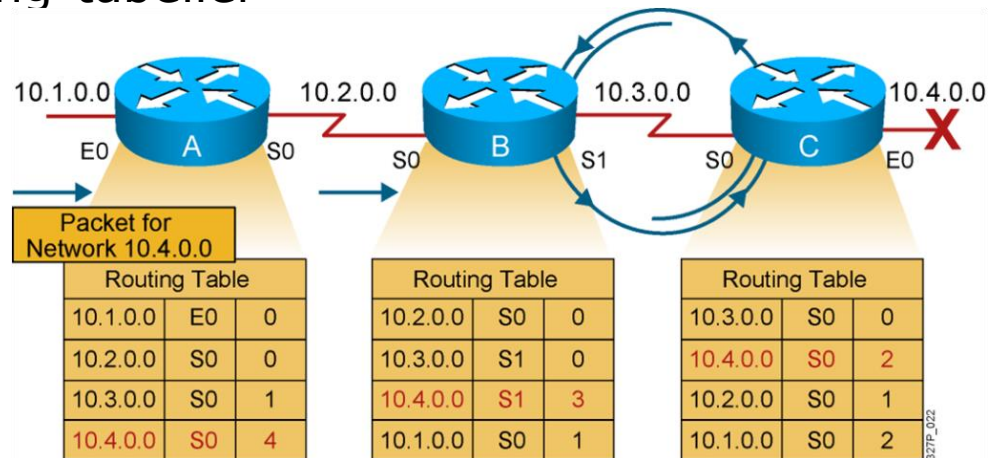 10.1.0.0 10.2.0.0 10.3.0.0 10.4.0.0
A B C
E0 S0 S0 S1 S0 E0
X
Packet for
Network 10.4.0.0
Routing Table
10.1.0.0 E0 0
10.2.0.0 S0 0
10.3.0.0 S0 1
10.4.0.0 S0 4
Routing Table
10.2.0.0 S0 0
10.3.0.0 S1 0
10.4.0.0 S1 3
10.1.0.0 S0 1
Routing Table
10.3.0.0 S0 0
10.4.0.0 S0 2
10.2.0.0 S0 1
10.1.0.0 S0 2
327P_022